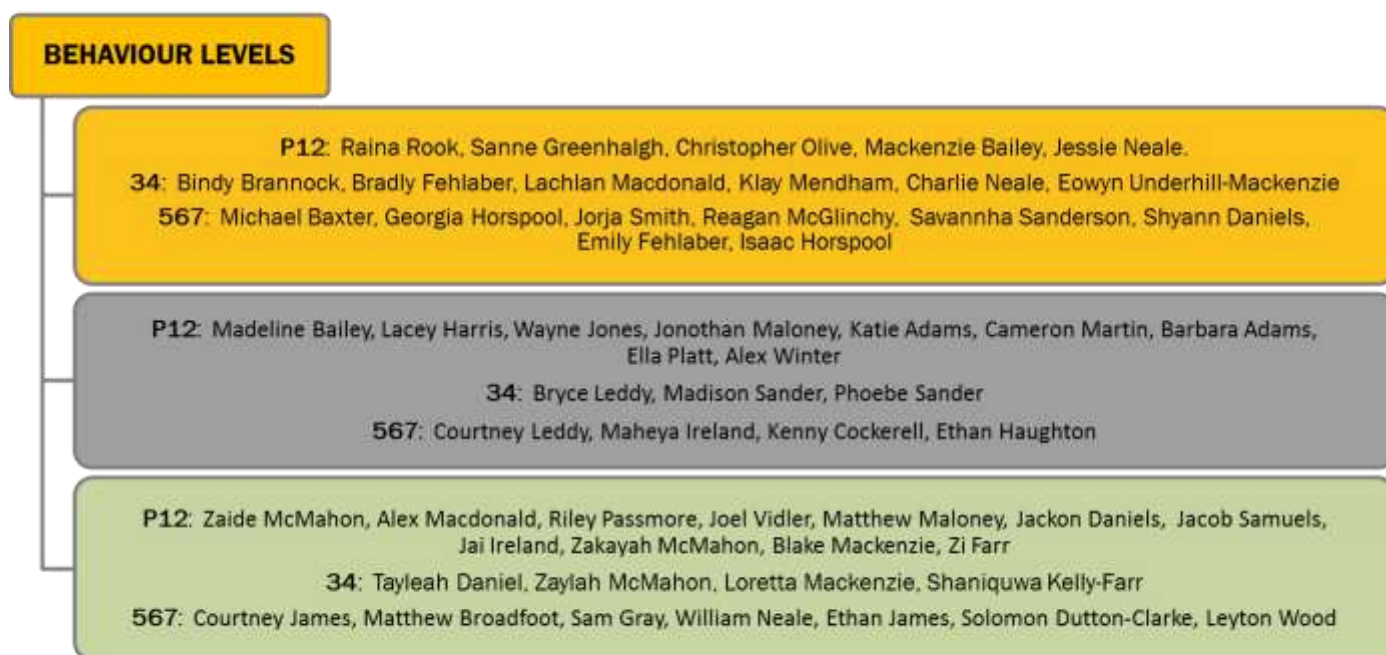 BEHAVIOUR LEVELS
P12: Raina Rook, Sanne Greenhalgh, Christopher Olive, Mackenzie Bailey, Jessie Neale.
34: Bindy Brannock, Bradly Fehlaber, Lachlan Macdonald, Klay Mendham, Charlie Neale, Eowyn Underhill-Mackenzie
567: Michael Baxter, Georgia Horspool, Jorja Smith, Reagan McGlinchy, Savannha Sanderson, Shyann Daniels,
Emily Fehlaber, Isaac Horspool
P12: Madeline Bailey, Lacey Harris, Wayne Jones, Jonothan Maloney, Katie Adams, Cameron Martin, Barbara Adams,
Ella Platt, Alex Winter
34: Bryce Leddy, Madison Sander, Phoebe Sander
567: Courtney Leddy, Maheya Ireland, Kenny Cockerell, Ethan Haughton
P12: Zaide McMahon, Alex Macdonald, Riley Passmore, Joel Vidler, Matthew Maloney, Jackon Daniels, Jacob Samuels,
Jai Ireland, Zakayah McMahon, Blake Mackenzie, Zi Farr
34: Tayleah Daniel, Zaylah McMahon, Loretta Mackenzie, Shaniquwa Kelly-Farr
567: Courtney James, Matthew Broadfoot, Sam Gray, William Neale, Ethan James, Solomon Dutton-Clarke, Leyton Wood